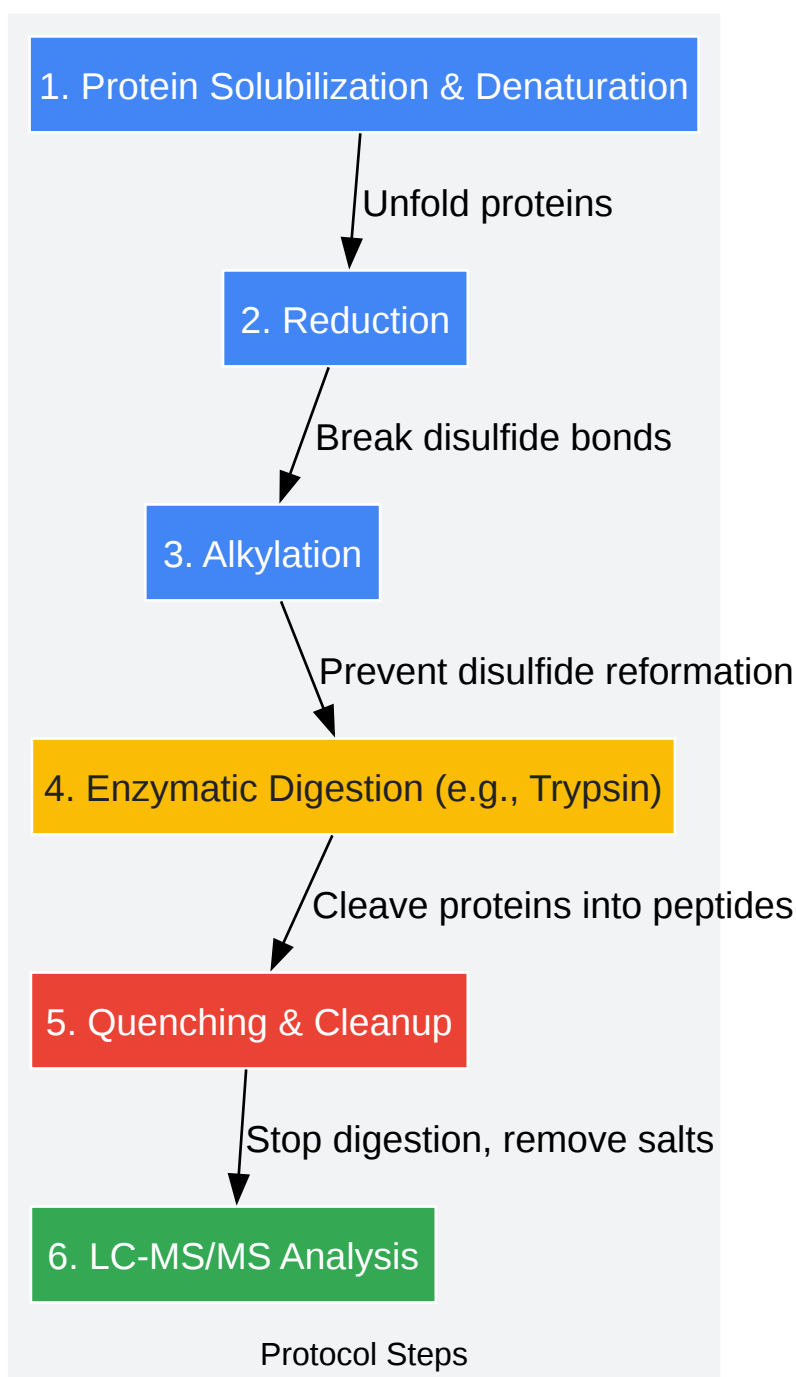 1. Protein Solubilization & Denaturation
Unfold proteins
2. Reduction
Break disulfide bonds
3. Alkylation
Prevent disulfide reformation
4. Enzymatic Digestion (e.g., Trypsin)
Cleave proteins into peptides
5. Quenching & Cleanup
Stop digestion, remove salts
6. LC-MS/MS Analysis
Protocol Steps